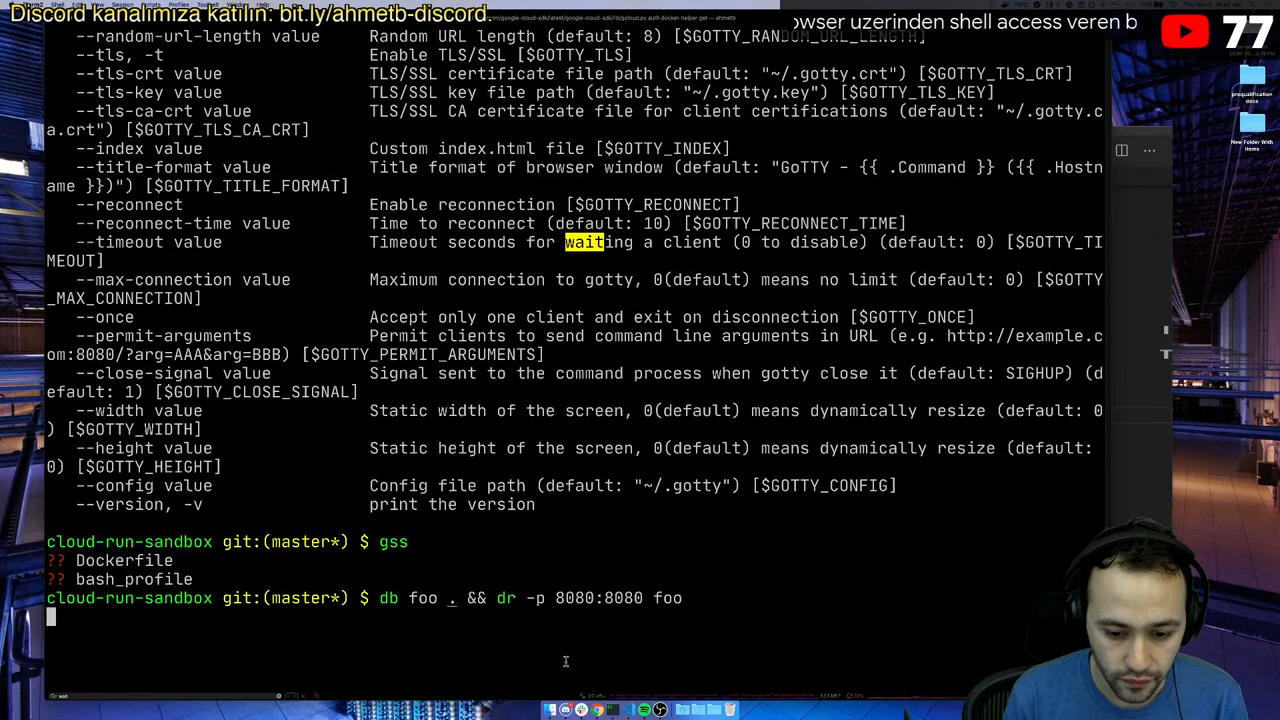 Discord kanalimiza katilin: bit.ly/ahmetb-discord
owser uzerinden shell access veren b
77
--random-url-length value Random URL length (default: 8) [$GOTTY_RANDOM_URL_LENGTH]
--tls, -t Enable TLS/SSL [$GOTTY_TLS]
--tls-crt value TLS/SSL certificate file path (default: "~/.gotty.crt") [$GOTTY_TLS_CRT]
--tls-key value TLS/SSL key file path (default: "~/.gotty.key") [$GOTTY_TLS_KEY]
--tls-ca-crt value TLS/SSL CA certificate file for client certifications (default: "~/.gotty.c
a.crt") [$GOTTY_TLS_CA_CRT]
--index value Custom index.html file [$GOTTY_INDEX]
--title-format value Title format of browser window (default: "GoTTY - {{ .Command }} ({{ .Hostn
ame }})") [$GOTTY_TITLE_FORMAT]
--reconnect Enable reconnection [$GOTTY_RECONNECT]
--reconnect-time value Time to reconnect (default: 10) [$GOTTY_RECONNECT_TIME]
--timeout value Timeout seconds for waiting a client (0 to disable) (default: 0) [$GOTTY_TI
MEOUT]
--max-connection value Maximum connection to gotty, 0(default) means no limit (default: 0) [$GOTTY
_MAX_CONNECTION]
--once Accept only one client and exit on disconnection [$GOTTY_ONCE]
--permit-arguments Permit clients to send command line arguments in URL (e.g. http://example.c
om:8080/?arg=AAA&arg=BBB) [$GOTTY_PERMIT_ARGUMENTS]
--close-signal value Signal sent to the command process when gotty close it (default: SIGHUP) (d
efault: 1) [$GOTTY_CLOSE_SIGNAL]
--width value Static width of the screen, 0(default) means dynamically resize (default: 0
) [$GOTTY_WIDTH]
--height value Static height of the screen, 0(default) means dynamically resize (default:
0) [$GOTTY_HEIGHT]
--config value Config file path (default: "~/.gotty") [$GOTTY_CONFIG]
--version, -v print the version
cloud-run-sandbox git:(master*) $ gss
?? Dockerfile
?? bash_profile
cloud-run-sandbox git:(master*) $ db foo . && dr -p 8080:8080 foo
prequalification
docs
New Folder With
Items
wait